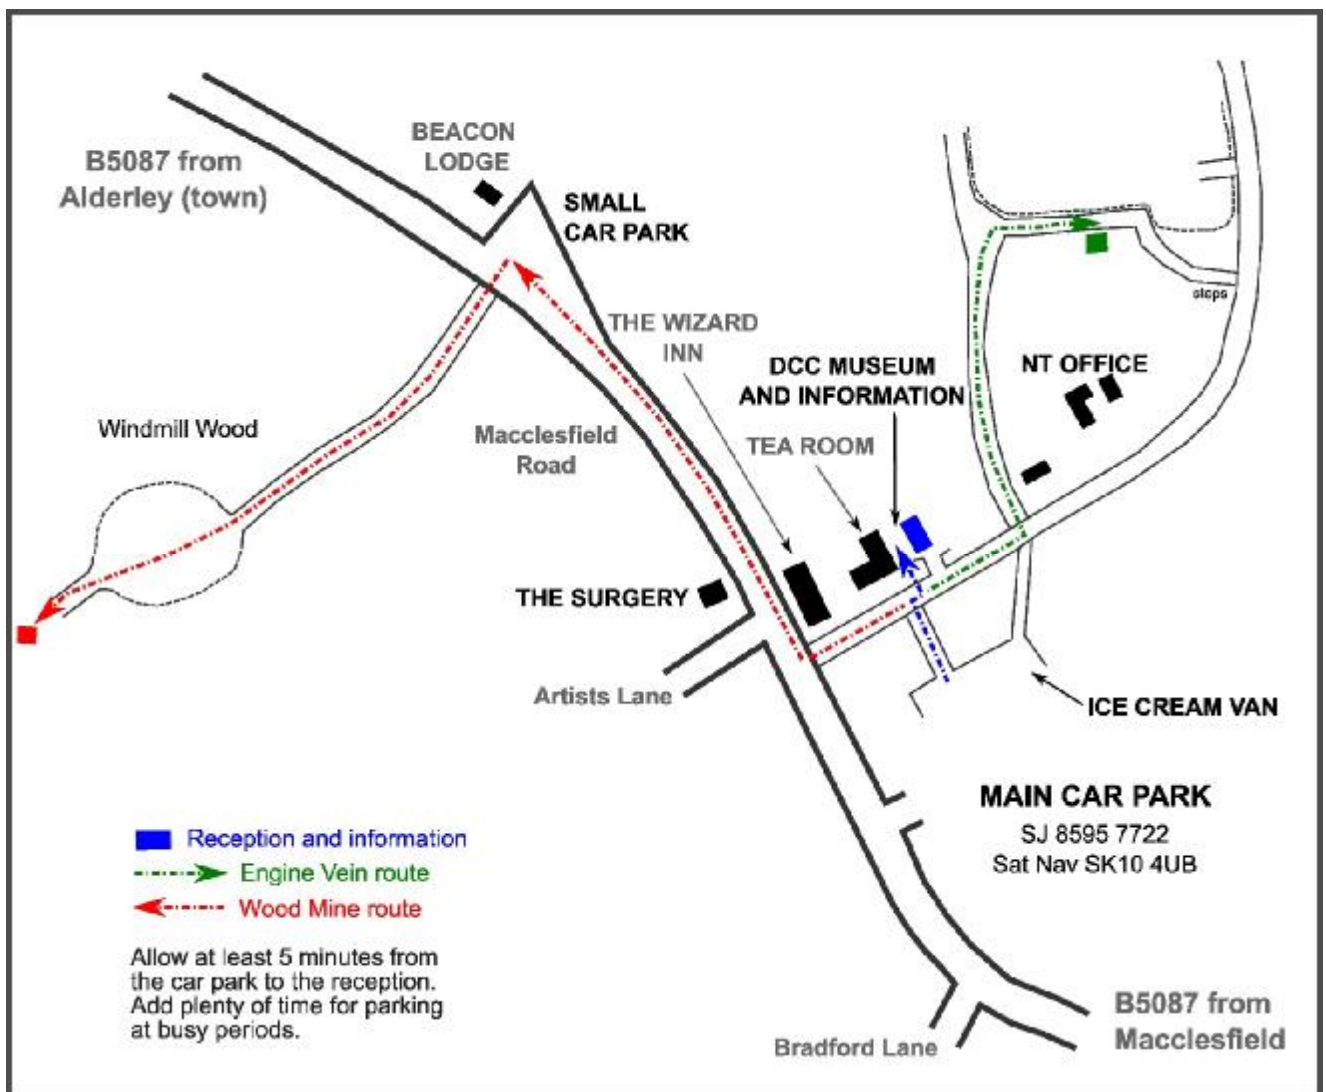 BEACON
LODGE
B5087 from
Alderley (town)
SMALL
CAR PARK
steps
THE WIZARD
INN
DCC MUSEUM
AND INFORMATION
NT OFFICE
Windmill Wood
Macclesfield
Road
TEA ROOM
THE SURGERY
Artists Lane
ICE CREAM VAN
MAIN CAR PARK
SJ 8595 7722
Sat Nav SK10 4UB
Reception and information
Engine Vein route
Wood Mine route
Allow at least 5 minutes from
the car park to the reception.
Add plenty of time for parking
at busy periods.
B5087 from
Macclesfield
Bradford Lane